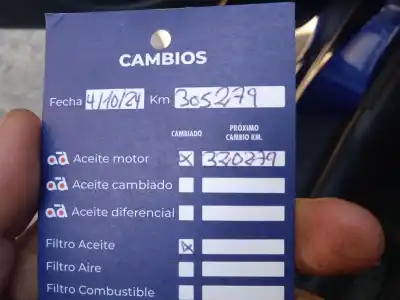 CAMBIOS
Fecha 4/10/24 Km 305279
CAMBIADO PRÓXIMO CAMBIO KM.
ad Aceite motor X 320279
ad Aceite cambiado
ad Aceite diferencial
Filtro Aceite X
Filtro Aire
Filtro Combustible